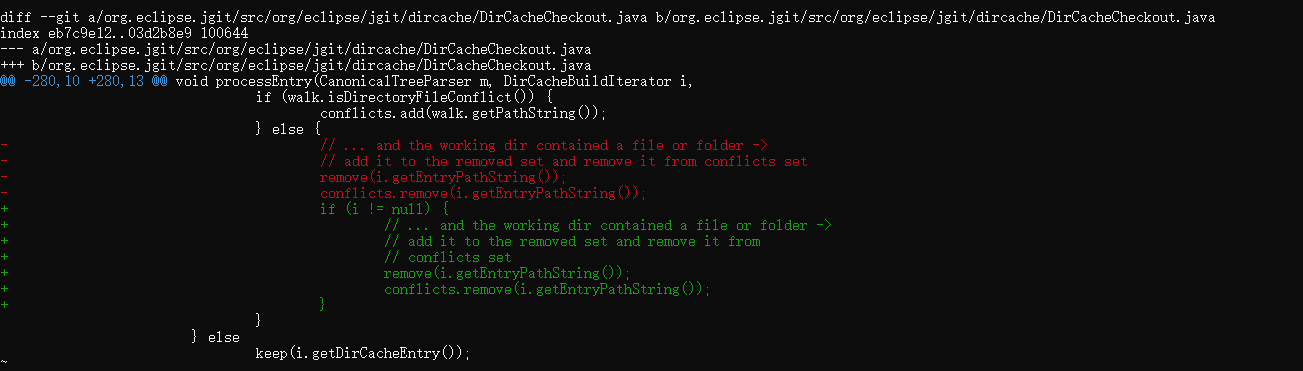 diff --git a/org.eclipse.jgit/src/org/eclipse/jgit/dircache/DirCacheCheckout.java b/org.eclipse.jgit/src/org/eclipse/jgit/dircache/DirCacheCheckout.java
index eb7c9e12..03d2b8e9 100644
--- a/org.eclipse.jgit/src/org/eclipse/jgit/dircache/DirCacheCheckout.java
+++ b/org.eclipse.jgit/src/org/eclipse/jgit/dircache/DirCacheCheckout.java
@@ -280,10 +280,13 @@ void processEntry(CanonicalTreeParser m, DirCacheBuildIterator i,
                                if (walk.isDirectoryFileConflict()) {
                                        conflicts.add(walk.getPathString());
                                } else {
-                                       // ... and the working dir contained a file or folder ->
-                                       // add it to the removed set and remove it from conflicts set
-                                       remove(i.getEntryPathString());
-                                       conflicts.remove(i.getEntryPathString());
+                                       if (i != null) {
+                                               // ... and the working dir contained a file or folder ->
+                                               // add it to the removed set and remove it from
+                                               // conflicts set
+                                               remove(i.getEntryPathString());
+                                               conflicts.remove(i.getEntryPathString());
+                                       }
                                }
                        } else
                                keep(i.getDirCacheEntry());
~